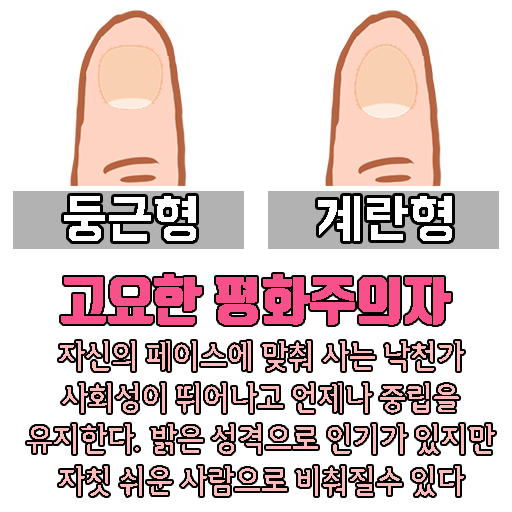 둥근형 계란형
고요한 평화주의자
자신의 페이스에 맞춰 사는 낙천가
사회성이 뛰어나고 언제나 중립을
유지한다. 밝은 성격으로 인기가 있지만
자칫 쉬운 사람으로 비춰질수 있다